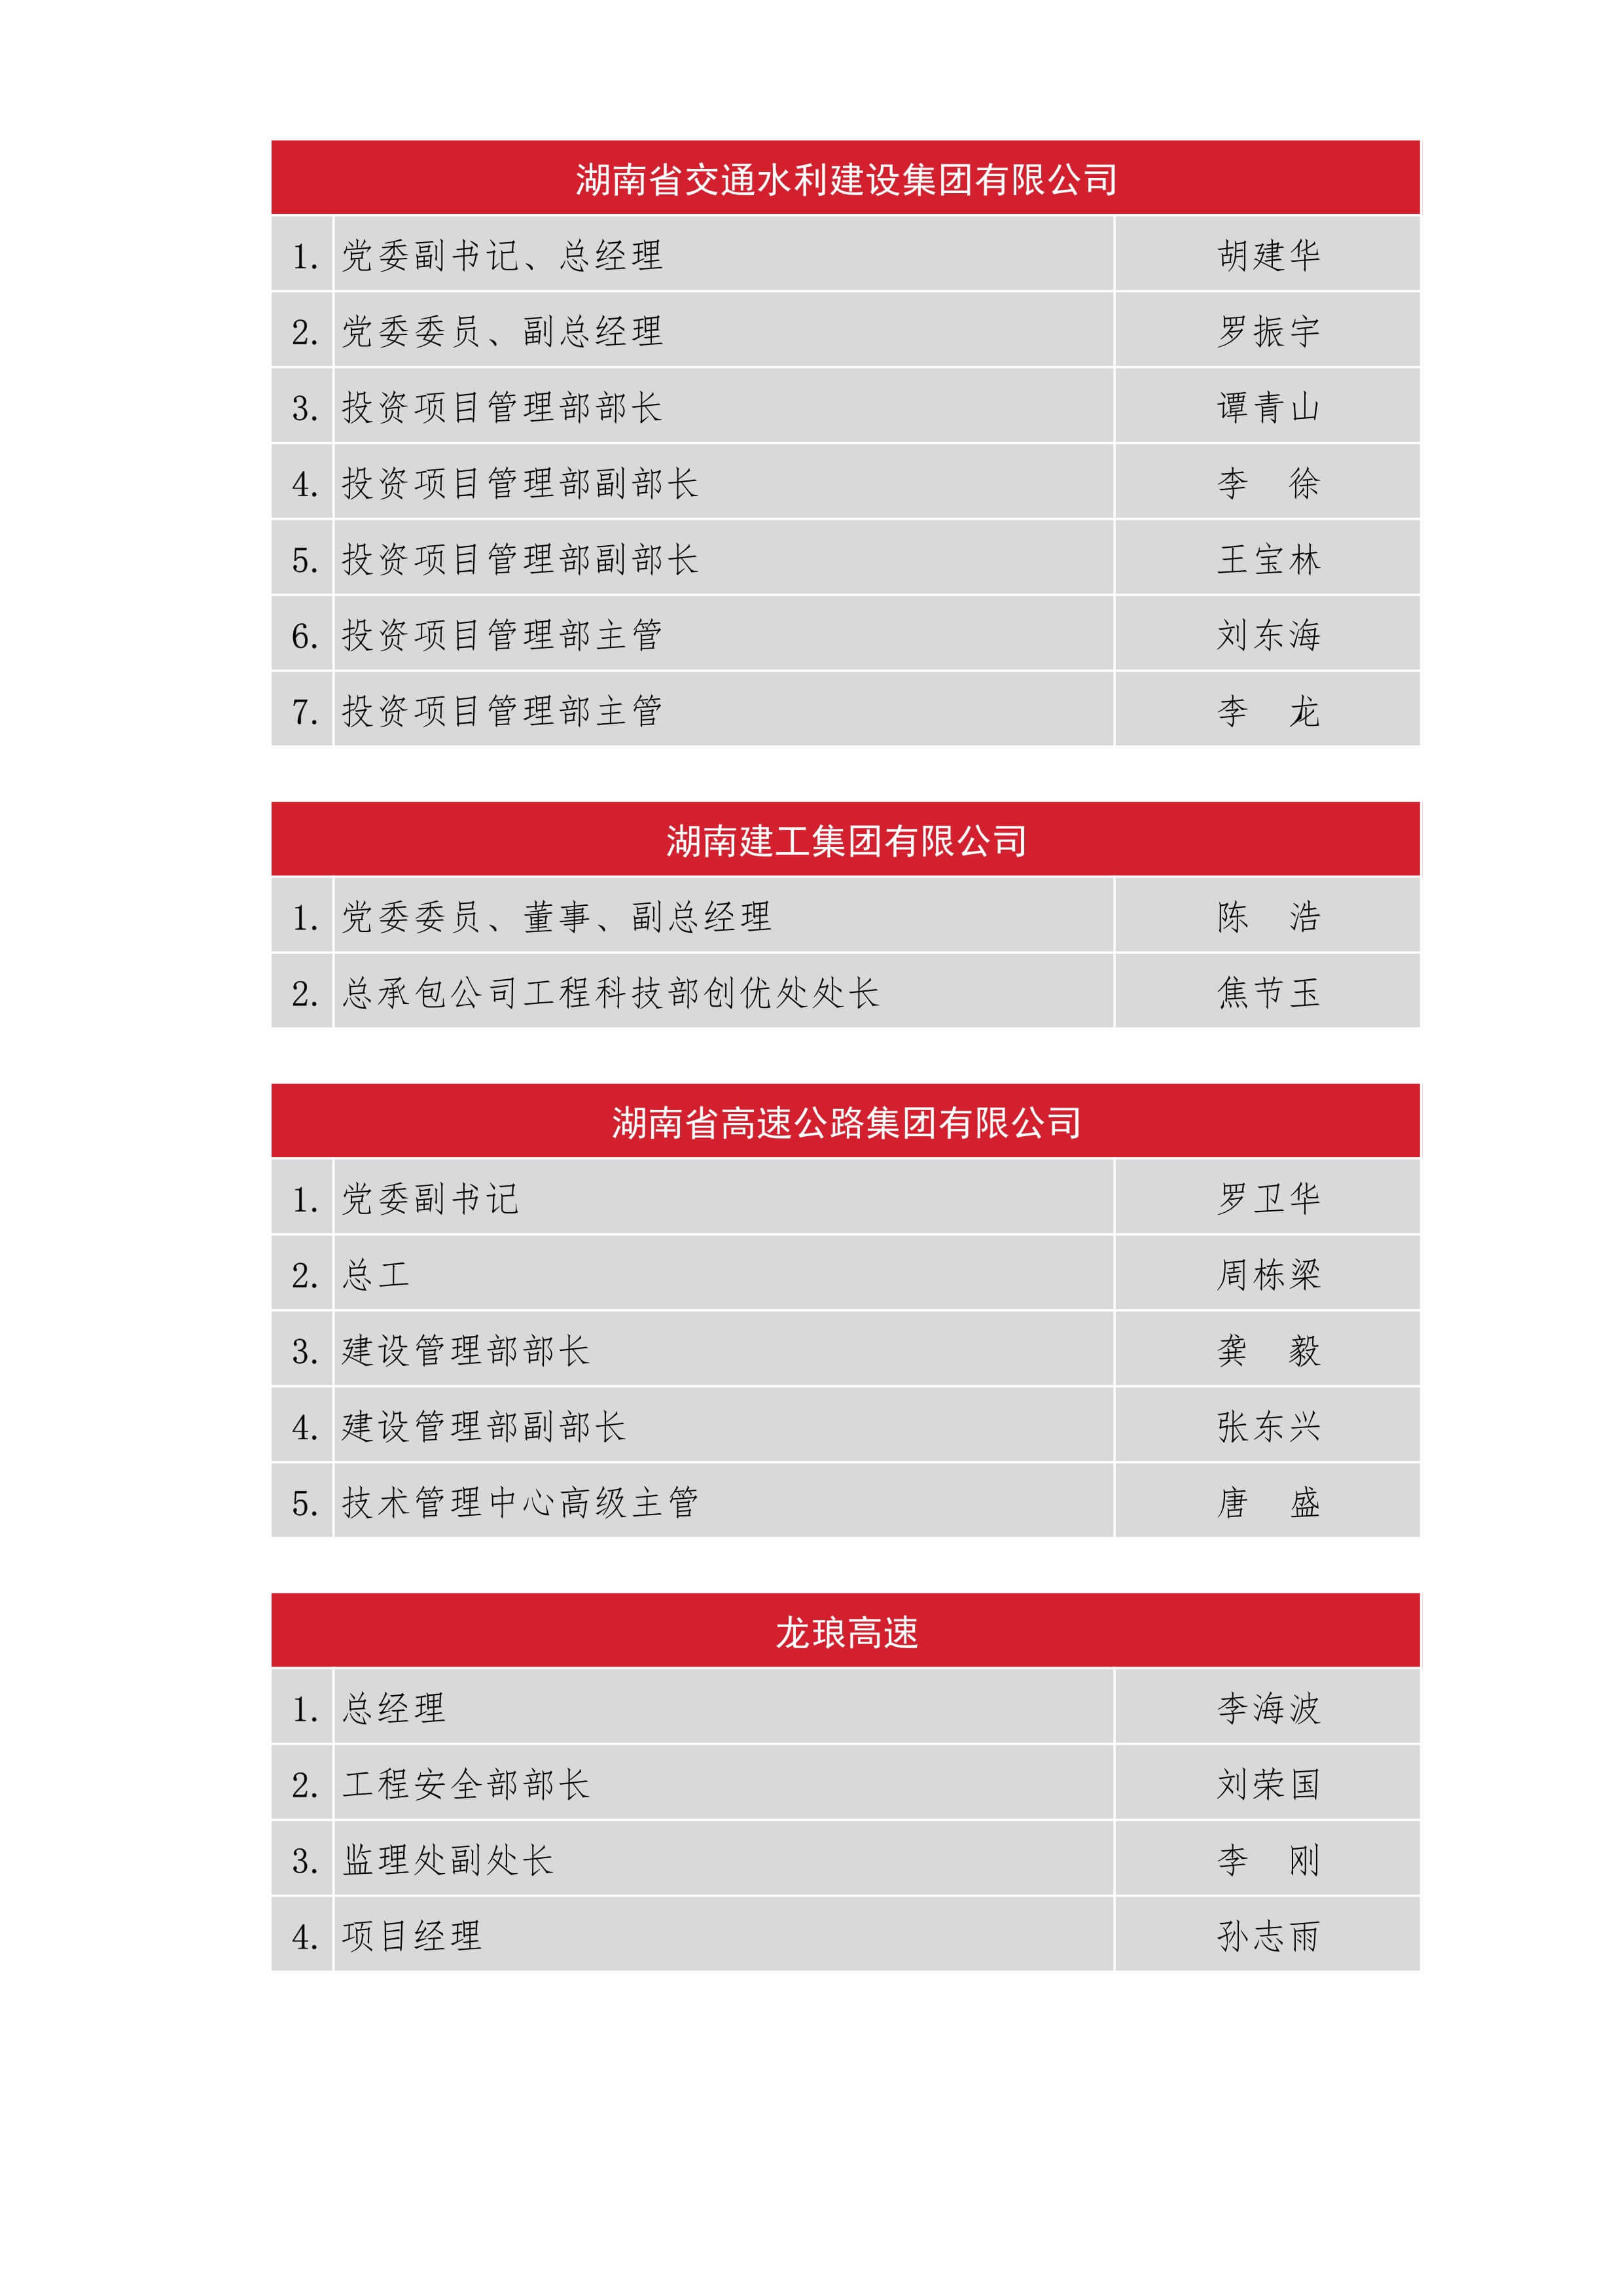 湖南省交通水利建设集团有限公司
1. 党委副书记、总经理 胡建华
2. 党委委员、副总经理 罗振宇
3. 投资项目管理部部长 谭青山
4. 投资项目管理部副部长 李　徐
5. 投资项目管理部副部长 王宝林
6. 投资项目管理部主管 刘东海
7. 投资项目管理部主管 李　龙
湖南建工集团有限公司
1. 党委委员、董事、副总经理 陈　浩
2. 总承包公司工程科技部创优处处长 焦节玉
湖南省高速公路集团有限公司
1. 党委副书记 罗卫华
2. 总工 周栋梁
3. 建设管理部部长 龚　毅
4. 建设管理部副部长 张东兴
5. 技术管理中心高级主管 唐　盛
龙琅高速
1. 总经理 李海波
2. 工程安全部部长 刘荣国
3. 监理处副处长 李　刚
4. 项目经理 孙志雨